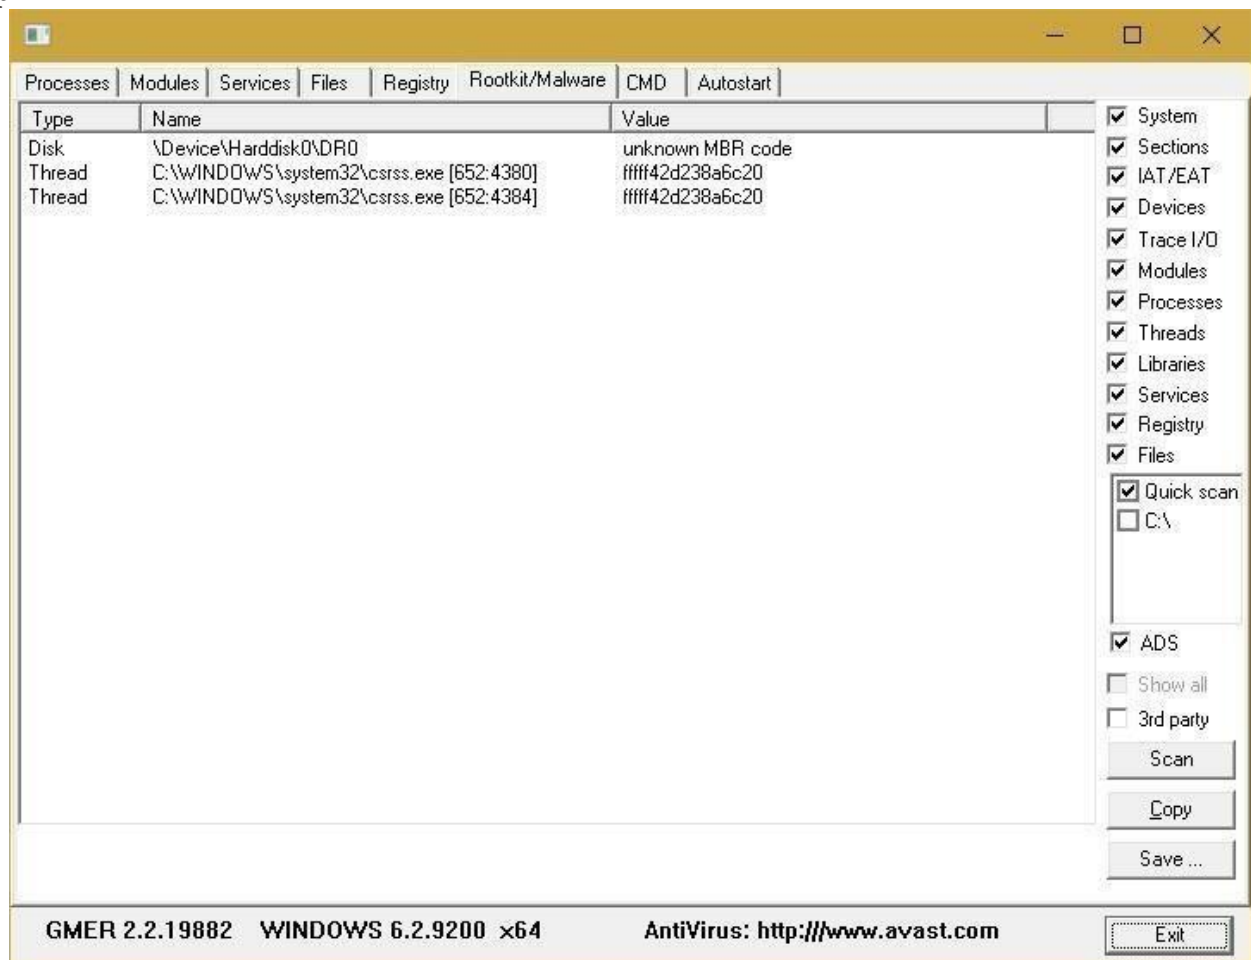 Processes Modules Services Files Registry Rootkit/Malware CMD Autostart
Type Name Value
Disk \Device\Harddisk0\DR0 unknown MBR code
Thread C:\WINDOWS\system32\csrss.exe [652:4380] fffff42d238a6c20
Thread C:\WINDOWS\system32\csrss.exe [652:4384] fffff42d238a6c20
System
Sections
IAT/EAT
Devices
Trace I/O
Modules
Processes
Threads
Libraries
Services
Registry
Files
Quick scan
C:\
ADS
Show all
3rd party
Scan
Copy
Save ...
GMER 2.2.19882 WINDOWS 6.2.9200 x64 AntiVirus: http:///www.avast.com Exit